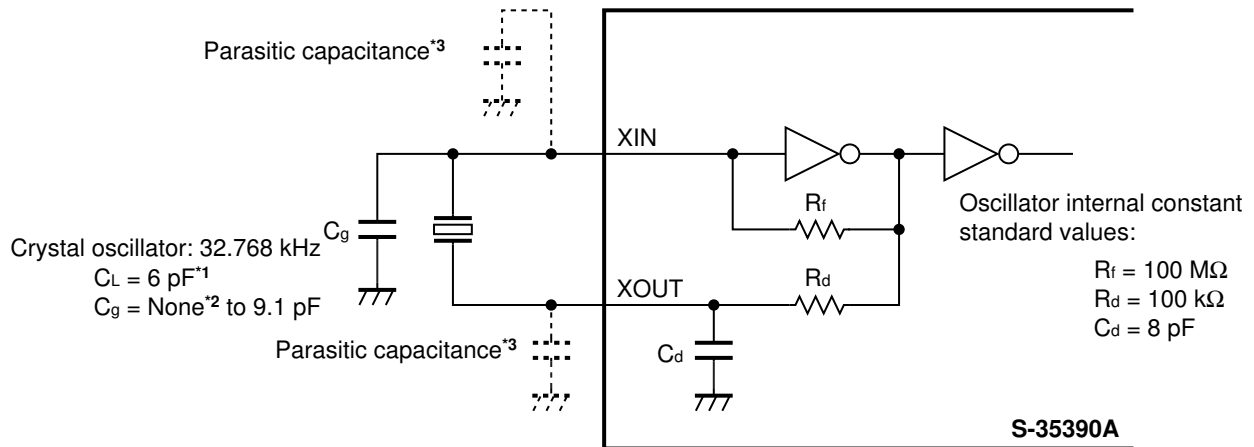 Parasitic capacitance*3
XIN
Rf
Cg
Oscillator internal constant
standard values:
Crystal oscillator: 32.768 kHz
CL = 6 pF*1
Cg = None*2 to 9.1 pF
Rf = 100 MΩ
Rd = 100 kΩ
Cd = 8 pF
XOUT
Rd
Parasitic capacitance*3
Cd
S-35390A